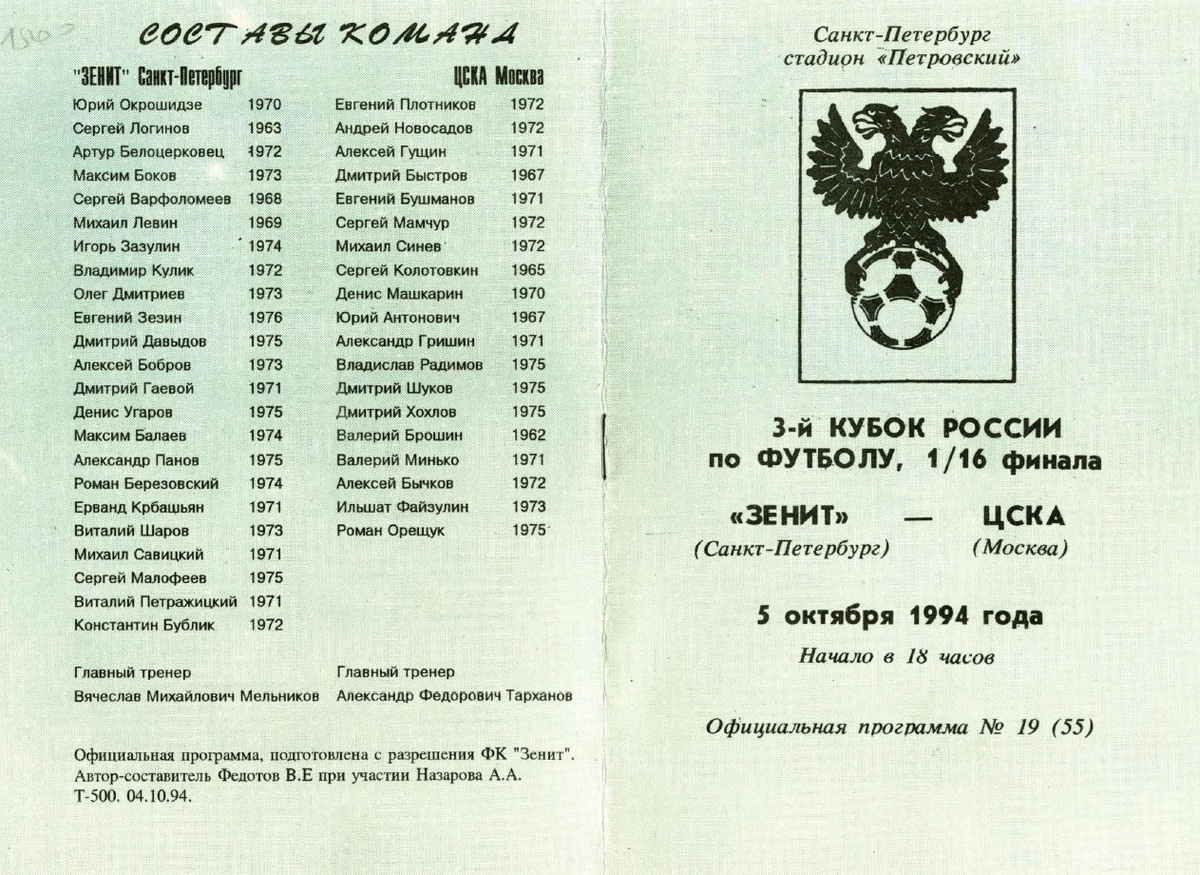 СОСТАВЫ КОМАНД
"ЗЕНИТ" Санкт-Петербург ЦСКА Москва
Юрий Окрошидзе 1970 Евгений Плотников 1972
Сергей Логинов 1963 Андрей Новосадов 1972
Артур Белоцерковец 1972 Алексей Гущин 1971
Максим Боков 1973 Дмитрий Быстров 1967
Сергей Варфоломеев 1968 Евгений Бушманов 1971
Михаил Левин 1969 Сергей Мамчур 1972
Игорь Зазулин 1974 Михаил Синев 1972
Владимир Кулик 1972 Сергей Колотовкин 1965
Олег Дмитриев 1973 Денис Машкарин 1970
Евгений Зезин 1976 Юрий Антонович 1967
Дмитрий Давыдов 1975 Александр Гришин 1971
Алексей Бобров 1973 Владислав Радимов 1975
Дмитрий Гаевой 1971 Дмитрий Шуков 1975
Денис Угаров 1975 Дмитрий Хохлов 1975
Максим Балаев 1974 Валерий Брошин 1962
Александр Панов 1975 Валерий Минько 1971
Роман Березовский 1974 Алексей Бычков 1972
Ерванд Крбашьян 1971 Ильшат Файзулин 1973
Виталий Шаров 1973 Роман Орещук 1975
Михаил Савицкий 1971
Сергей Малофеев 1975
Виталий Петражицкий 1971
Константин Бублик 1972
Главный тренер Главный тренер
Вячеслав Михайлович Мельников Александр Федорович Тарханов
Официальная программа, подготовлена с разрешения ФК "Зенит".
Автор-составитель Федотов В.Е при участии Назарова А.А.
Т-500. 04.10.94.
Санкт-Петербург
стадион «Петровский»
3-й КУБОК РОССИИ
по ФУТБОЛУ, 1/16 финала
«ЗЕНИТ» — ЦСКА
(Санкт-Петербург) (Москва)
5 октября 1994 года
Начало в 18 часов
Официальная программа № 19 (55)